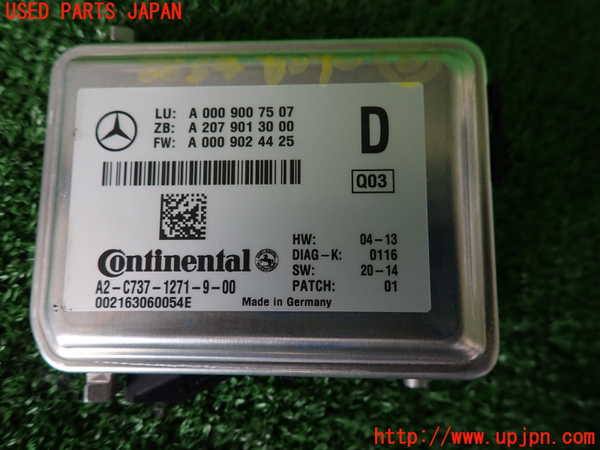 USED PARTS JAPAN
LU: A 000 900 75 07
ZB: A 207 901 30 00
FW: A 000 902 44 25
D
Q03
Continental
HW: 04-13
DIAG-K: 0116
SW: 20-14
PATCH: 01
A2-C737-1271-9-00
002163060054E
Made in Germany
http://www.upjpn.com/